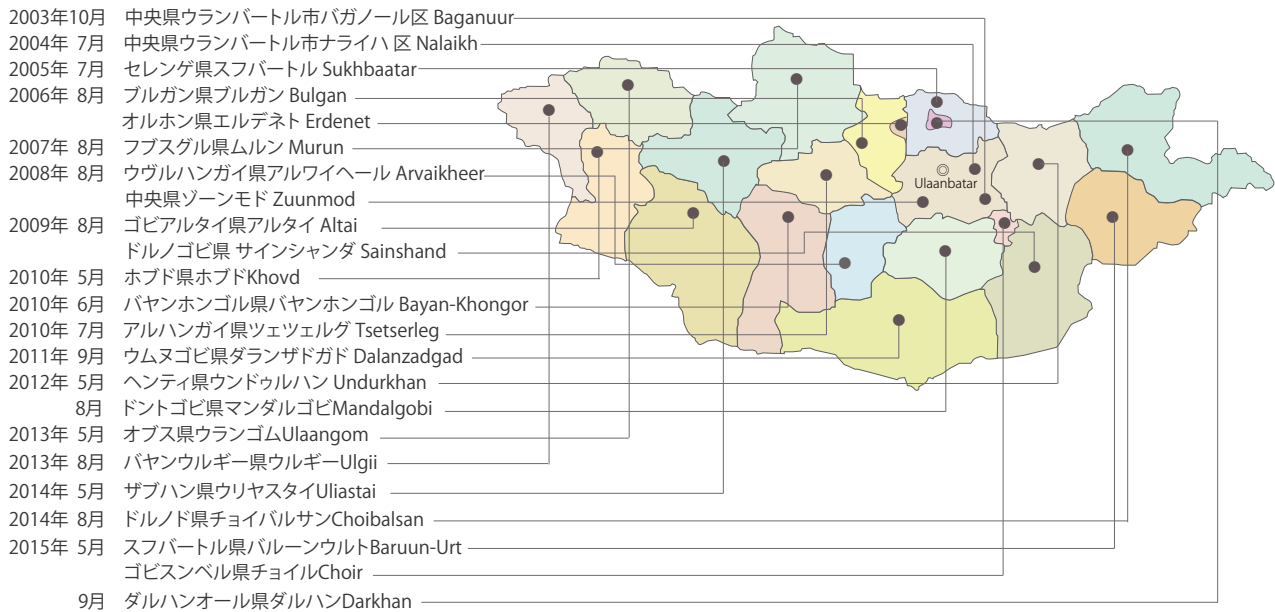 2003年10月 中央県ウランバートル市バガノール区 Baganuur
2004年 7月 中央県ウランバートル市ナライハ 区 Nalaikh
2005年 7月 セレンゲ県スフバートル Sukhbaatar
2006年 8月 ブルガン県ブルガン Bulgan
オルホン県エルデネト Erdenet
2007年 8月 フブスグル県ムルン Murun
2008年 8月 ウヴルハンガイ県アルワイヘール Arvaikheer
中央県ゾーンモド Zuunmod
2009年 8月 ゴビアルタイ県アルタイ Altai
ドルノゴビ県 サインシャンダ Sainshand
2010年 5月 ホブド県ホブドKhovd
2010年 6月 バヤンホンゴル県バヤンホンゴル Bayan-Khongor
2010年 7月 アルハンガイ県ツェツェルグ Tsetserleg
2011年 9月 ウムヌゴビ県ダランザドガド Dalanzadgad
2012年 5月 ヘンティ県ウンドゥルハン Undurkhan
8月 ドントゴビ県マンダルゴビMandalgobi
2013年 5月 オブス県ウランゴムUlaangom
2013年 8月 バヤンウルギー県ウルギーUlgii
2014年 5月 ザブハン県ウリヤスタイUliastai
2014年 8月 ドルノド県チョイバルサンChoibalsan
2015年 5月 スフバートル県バルーンウルトBaruun-Urt
ゴビスンベル県チョイルChoir
9月 ダルハンオール県ダルハンDarkhan
Ulaanbatar